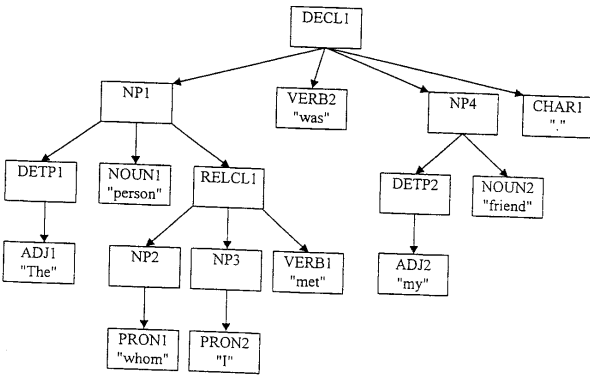 DECL1
NP1
VERB2
"was"
NP4
CHAR1
"."
DETP1
NOUN1
"person"
RELCL1
DETP2
NOUN2
"friend"
ADJ1
"The"
NP2
NP3
VERB1
"met"
ADJ2
"my"
PRON1
"whom"
PRON2
"I"